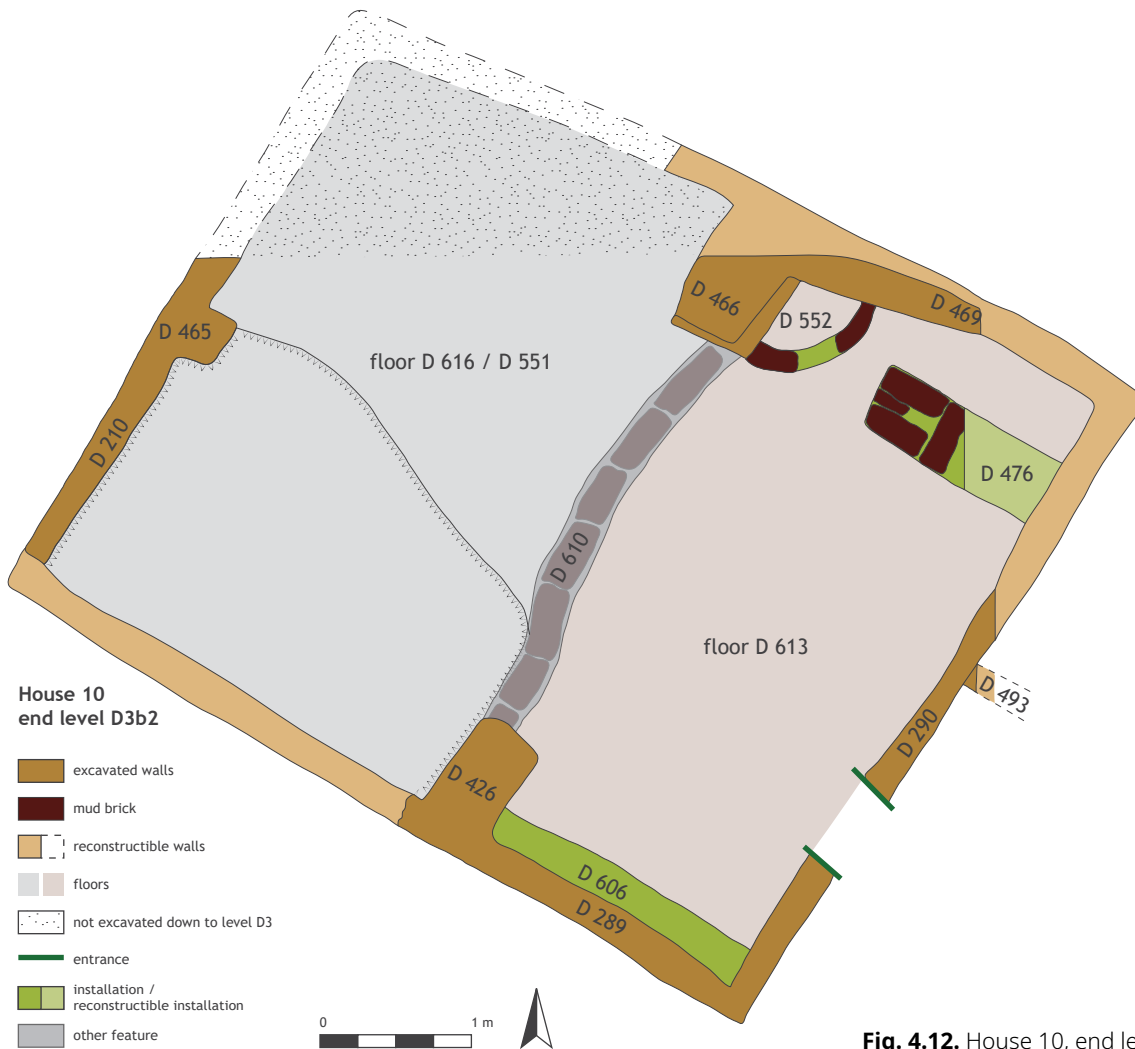 D 466
D 469
D 552
D 465
floor D 616 / D 551
D 210
D 476
D 610
floor D 613
D 493
D 290
D 426
D 606
D 289
House 10
end level D3b2
excavated walls
mud brick
reconstructible walls
floors
not excavated down to level D3
entrance
installation /
reconstructible installation
other feature
0 1 m
Fig. 4.12. House 10, end le